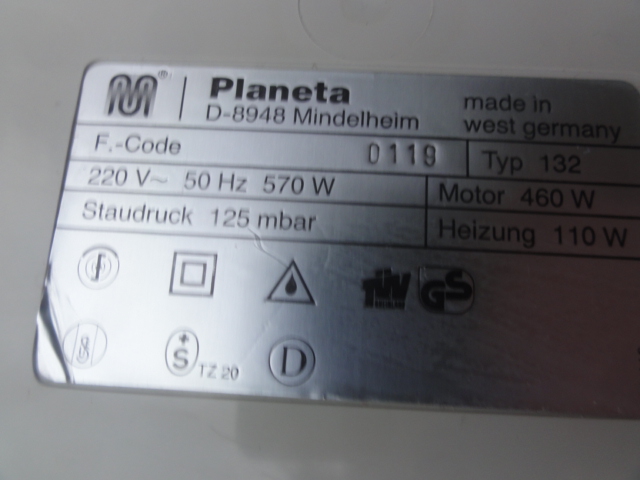 ® Planeta
D-8948 Mindelheim
made in
west germany
F.-Code 0119 Typ 132
220 V~ 50 Hz 570 W Motor 460 W
Staudruck 125 mbar Heizung 110 W
TÜV GS
S TZ 20 D